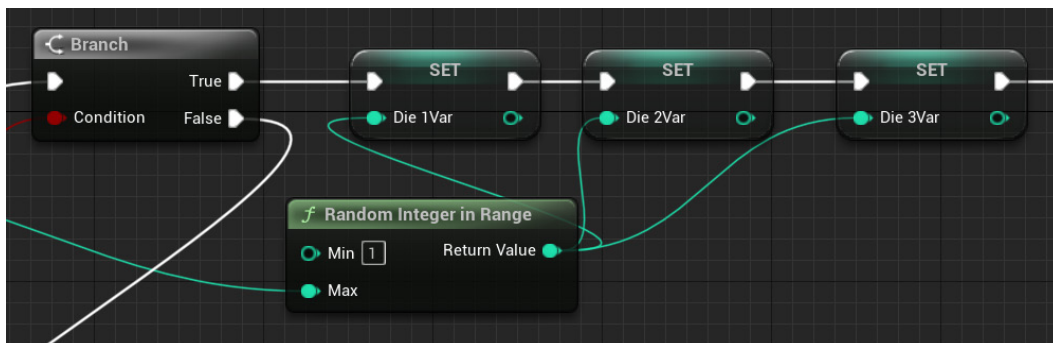 Branch
True
Condition
False
SET
Die 1Var
SET
Die 2Var
SET
Die 3Var
f Random Integer in Range
Min 1
Return Value
Max